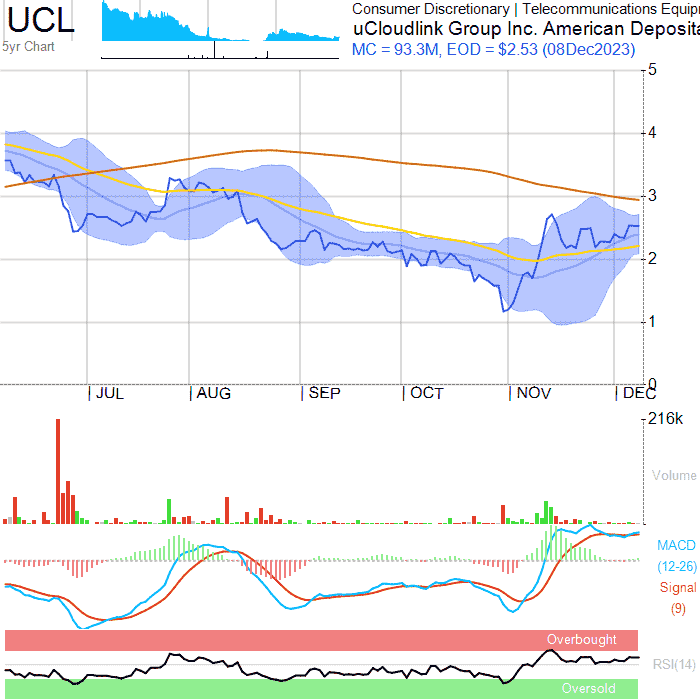 UCL
5yr Chart
Consumer Discretionary | Telecommunications Equip
uCloudlink Group Inc. American Deposita
MC = 93.3M, EOD = $2.53 (08Dec2023)
5
4
3
2
1
0
JUL AUG SEP OCT NOV DEC
216k
Volume
MACD
(12-26)
Signal
(9)
Overbought
RSI(14)
Oversold